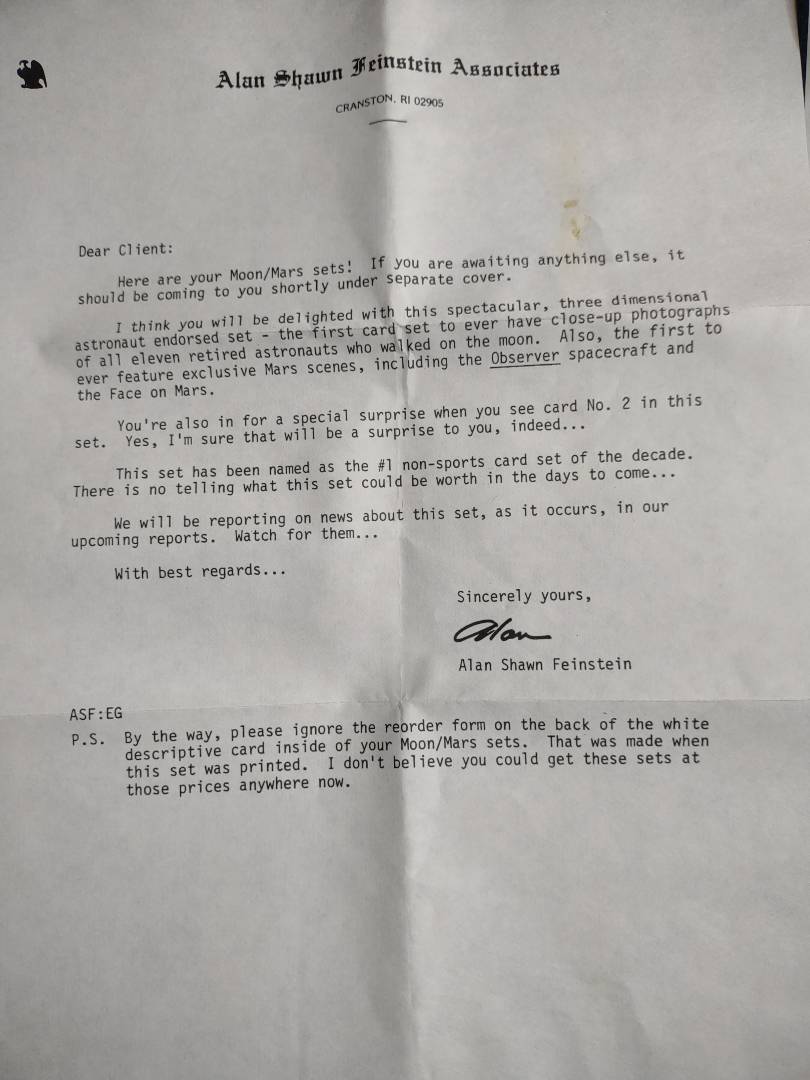 Alan Shawn Feinstein Associates
CRANSTON, RI 02905
Dear Client:
Here are your Moon/Mars sets! If you are awaiting anything else, it
should be coming to you shortly under separate cover.
I think you will be delighted with this spectacular, three dimensional
astronaut endorsed set - the first card set to ever have close-up photographs
of all eleven retired astronauts who walked on the moon. Also, the first to
ever feature exclusive Mars scenes, including the Observer spacecraft and
the Face on Mars.
You're also in for a special surprise when you see card No. 2 in this
set. Yes, I'm sure that will be a surprise to you, indeed...
This set has been named as the #1 non-sports card set of the decade.
There is no telling what this set could be worth in the days to come...
We will be reporting on news about this set, as it occurs, in our
upcoming reports. Watch for them...
With best regards...
Sincerely yours,
Alan
Alan Shawn Feinstein
ASF:EG
P.S. By the way, please ignore the reorder form on the back of the white
descriptive card inside of your Moon/Mars sets. That was made when
this set was printed. I don't believe you could get these sets at
those prices anywhere now.